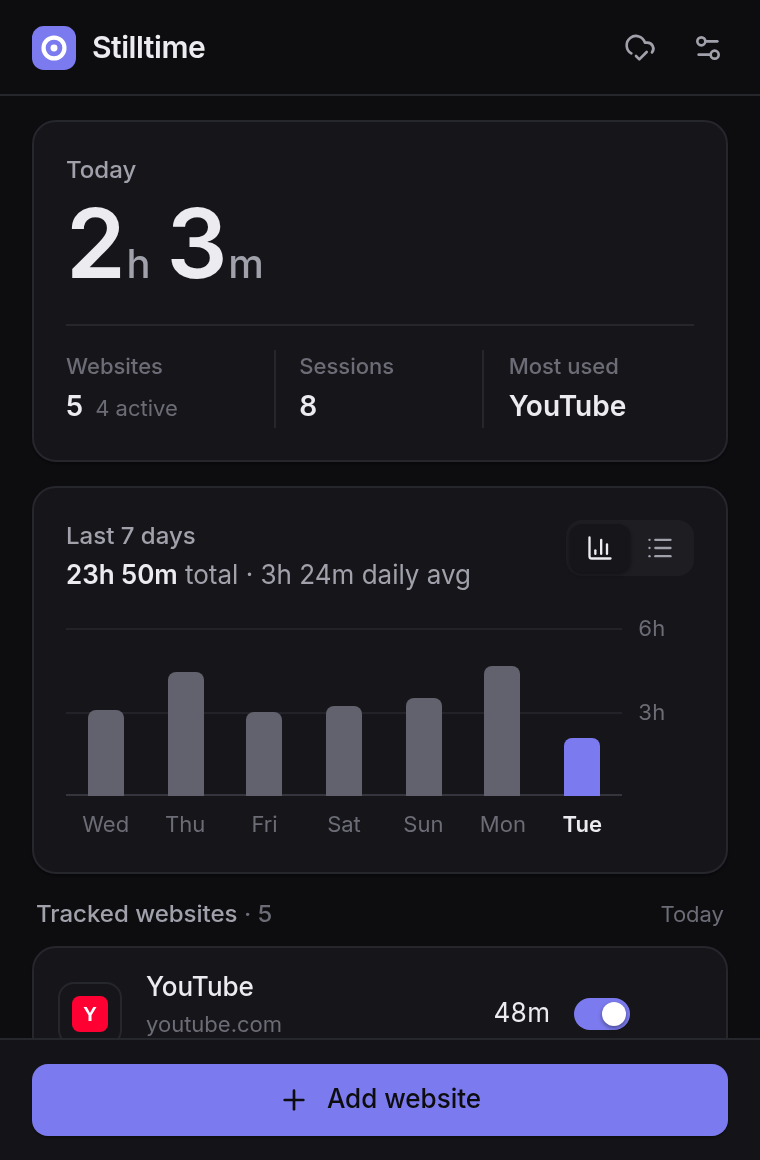 Stilltime
Today
2h 3m
Websites Sessions Most used
5 4 active 8 YouTube
Last 7 days
23h 50m total · 3h 24m daily avg
6h
3h
Wed Thu Fri Sat Sun Mon Tue
Tracked websites · 5 Today
Y
YouTube
youtube.com
48m
Add website